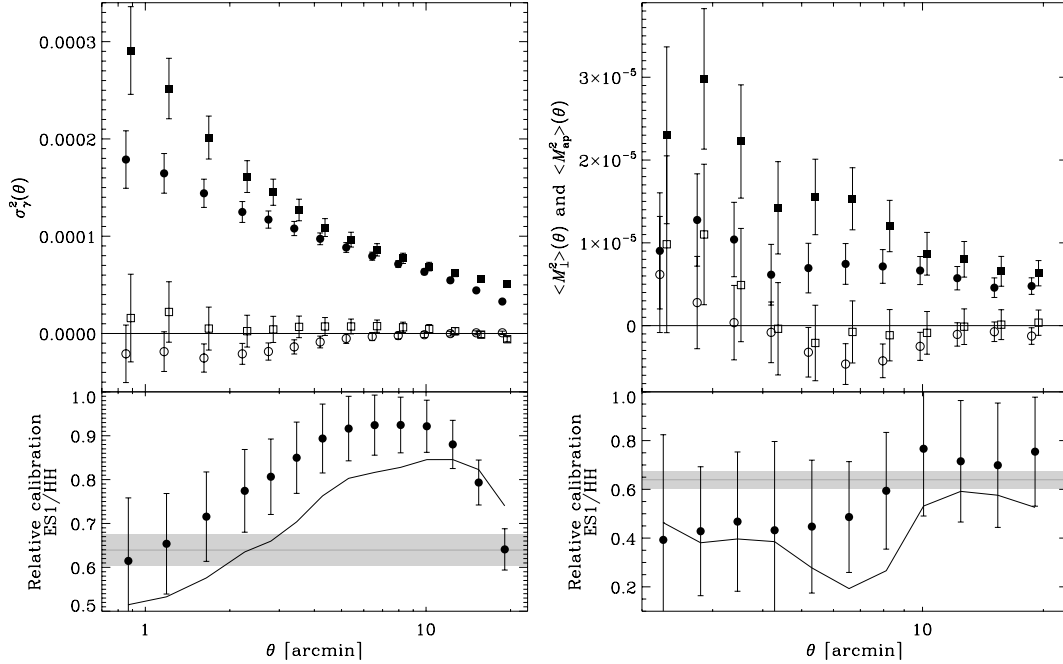 0.0003
0.0002
0.0001
0.0000
σ²γ(θ)
3×10⁻⁵
2×10⁻⁵
1×10⁻⁵
0
<M²⊥>(θ) and <M²ap>(θ)
1.0
0.9
0.8
0.7
0.6
0.5
Relative calibration
ES1/HH
1
10
θ [arcmin]
1.0
0.8
0.6
0.4
0.2
Relative calibration
ES1/HH
10
θ [arcmin]